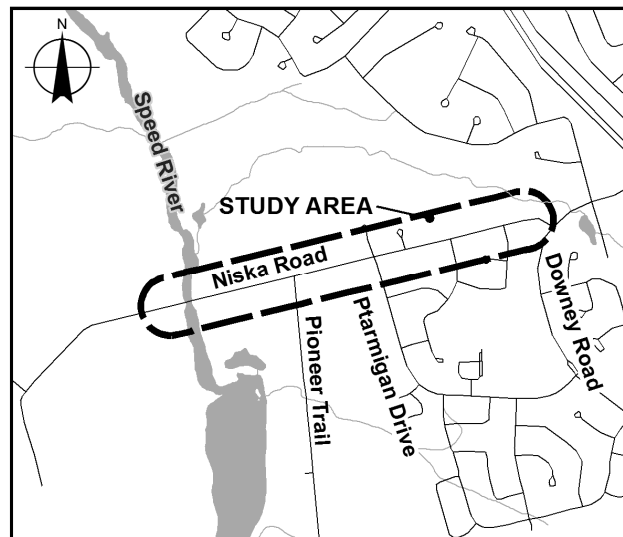 N
Speed River
STUDY AREA
Niska Road
Downey Road
Pioneer Trail
Ptarmigan Drive